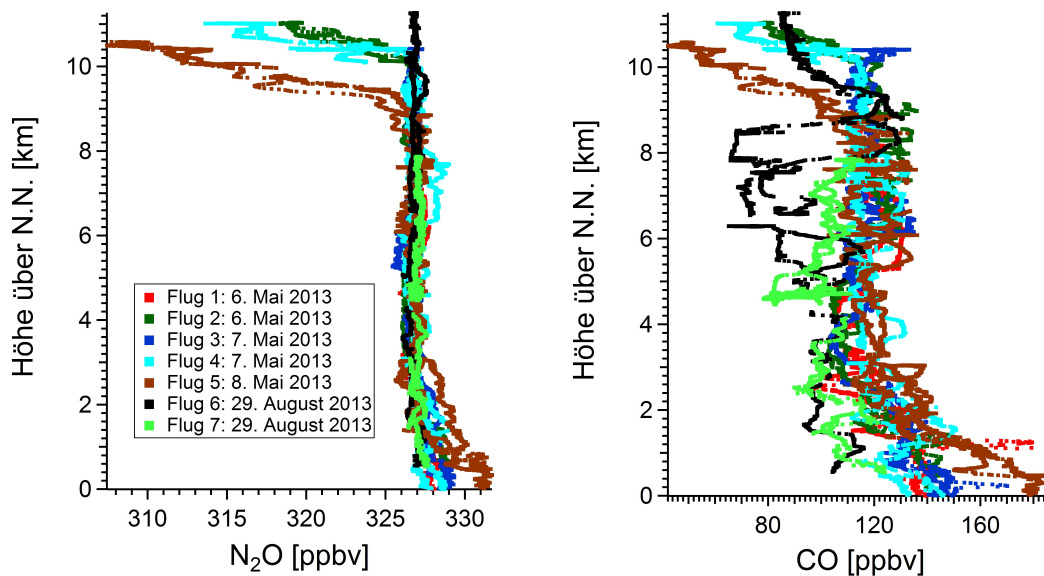 Höhe über N.N. [km]
10
8
6
4
2
0
Flug 1: 6. Mai 2013
Flug 2: 6. Mai 2013
Flug 3: 7. Mai 2013
Flug 4: 7. Mai 2013
Flug 5: 8. Mai 2013
Flug 6: 29. August 2013
Flug 7: 29. August 2013
310 315 320 325 330
N₂O [ppbv]
Höhe über N.N. [km]
10
8
6
4
2
0
80 120 160
CO [ppbv]